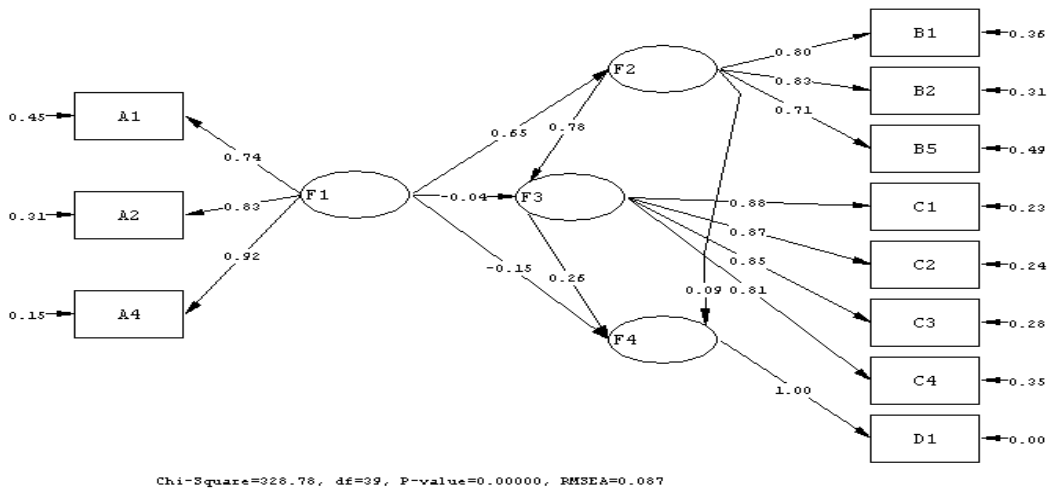 B1
0.36
0.80
F2
0.83
B2
0.31
0.45
A1
0.71
0.65
0.78
B5
0.49
0.74
F1
-0.04
F3
0.88
C1
0.23
0.31
A2
0.83
0.87
C2
0.24
0.92
-0.15
0.26
0.85
0.09
0.81
A4
0.15
C3
0.28
F4
C4
0.35
1.00
D1
0.00
Chi-Square=328.78, df=39, P-value=0.00000, RMSEA=0.087